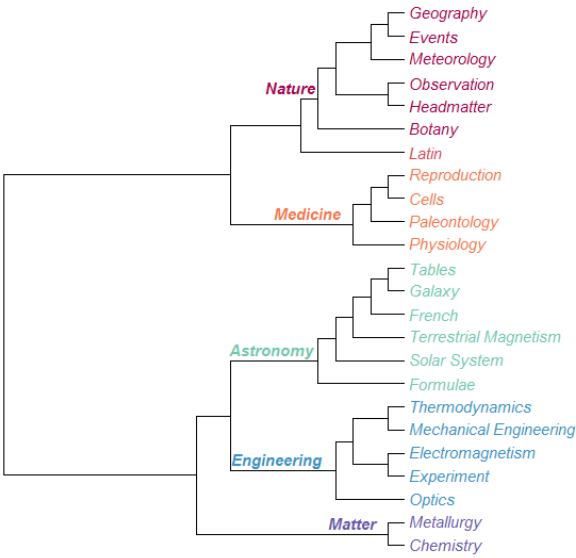 Geography
Events
Meteorology
Observation
Nature
Headmatter
Botany
Latin
Reproduction
Cells
Medicine
Paleontology
Physiology
Tables
Galaxy
French
Terrestrial Magnetism
Astronomy
Solar System
Formulae
Thermodynamics
Mechanical Engineering
Electromagnetism
Engineering
Experiment
Optics
Matter
Metallurgy
Chemistry